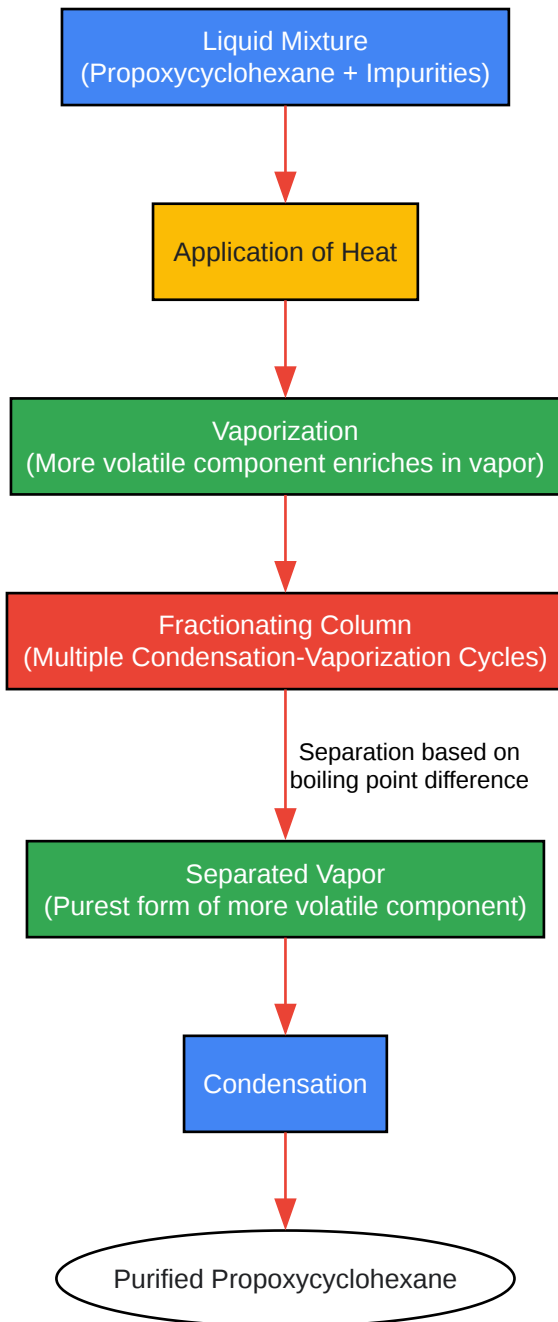 Liquid Mixture
(Propoxycyclohexane + Impurities)
Application of Heat
Vaporization
(More volatile component enriches in vapor)
Fractionating Column
(Multiple Condensation-Vaporization Cycles)
Separation based on
boiling point difference
Separated Vapor
(Purest form of more volatile component)
Condensation
Purified Propoxycyclohexane